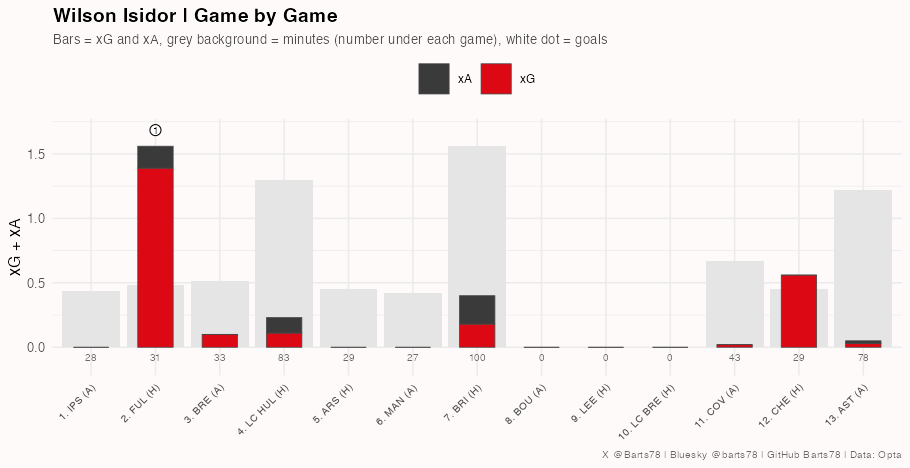 Wilson Isidor | Game by Game
Bars = xG and xA, grey background = minutes (number under each game), white dot = goals
xA
xG
1
xG + xA
1.5
1.0
0.5
0.0
28
31
33
83
29
27
100
0
0
0
43
29
78
1. IPS (A)
2. FUL (H)
3. BRE (A)
4. LC HUL (H)
5. ARS (H)
6. MAN (A)
7. BRI (H)
8. BOU (A)
9. LEE (H)
10. LC BRE (H)
11. COV (A)
12. CHE (H)
13. AST (A)
X @Barts78 | Bluesky @barts78 | GitHub Barts78 | Data: Opta